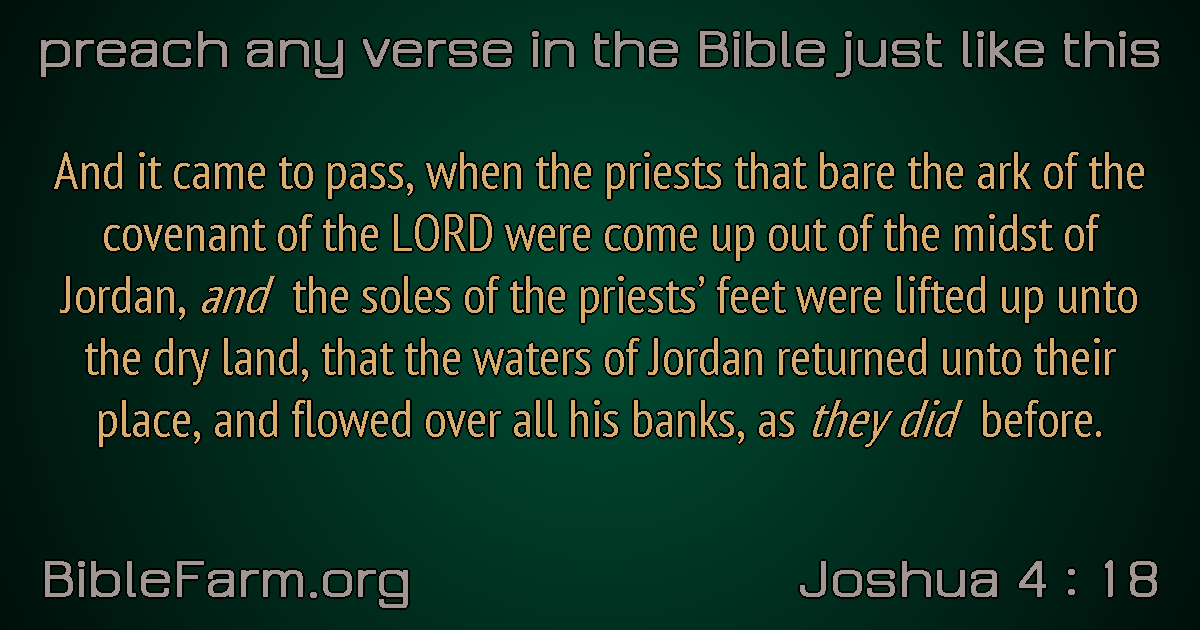 preach any verse in the Bible just like this
And it came to pass, when the priests that bare the ark of the
covenant of the LORD were come up out of the midst of
Jordan, and the soles of the priests’ feet were lifted up unto
the dry land, that the waters of Jordan returned unto their
place, and flowed over all his banks, as they did before.
BibleFarm.org
Joshua 4 : 18